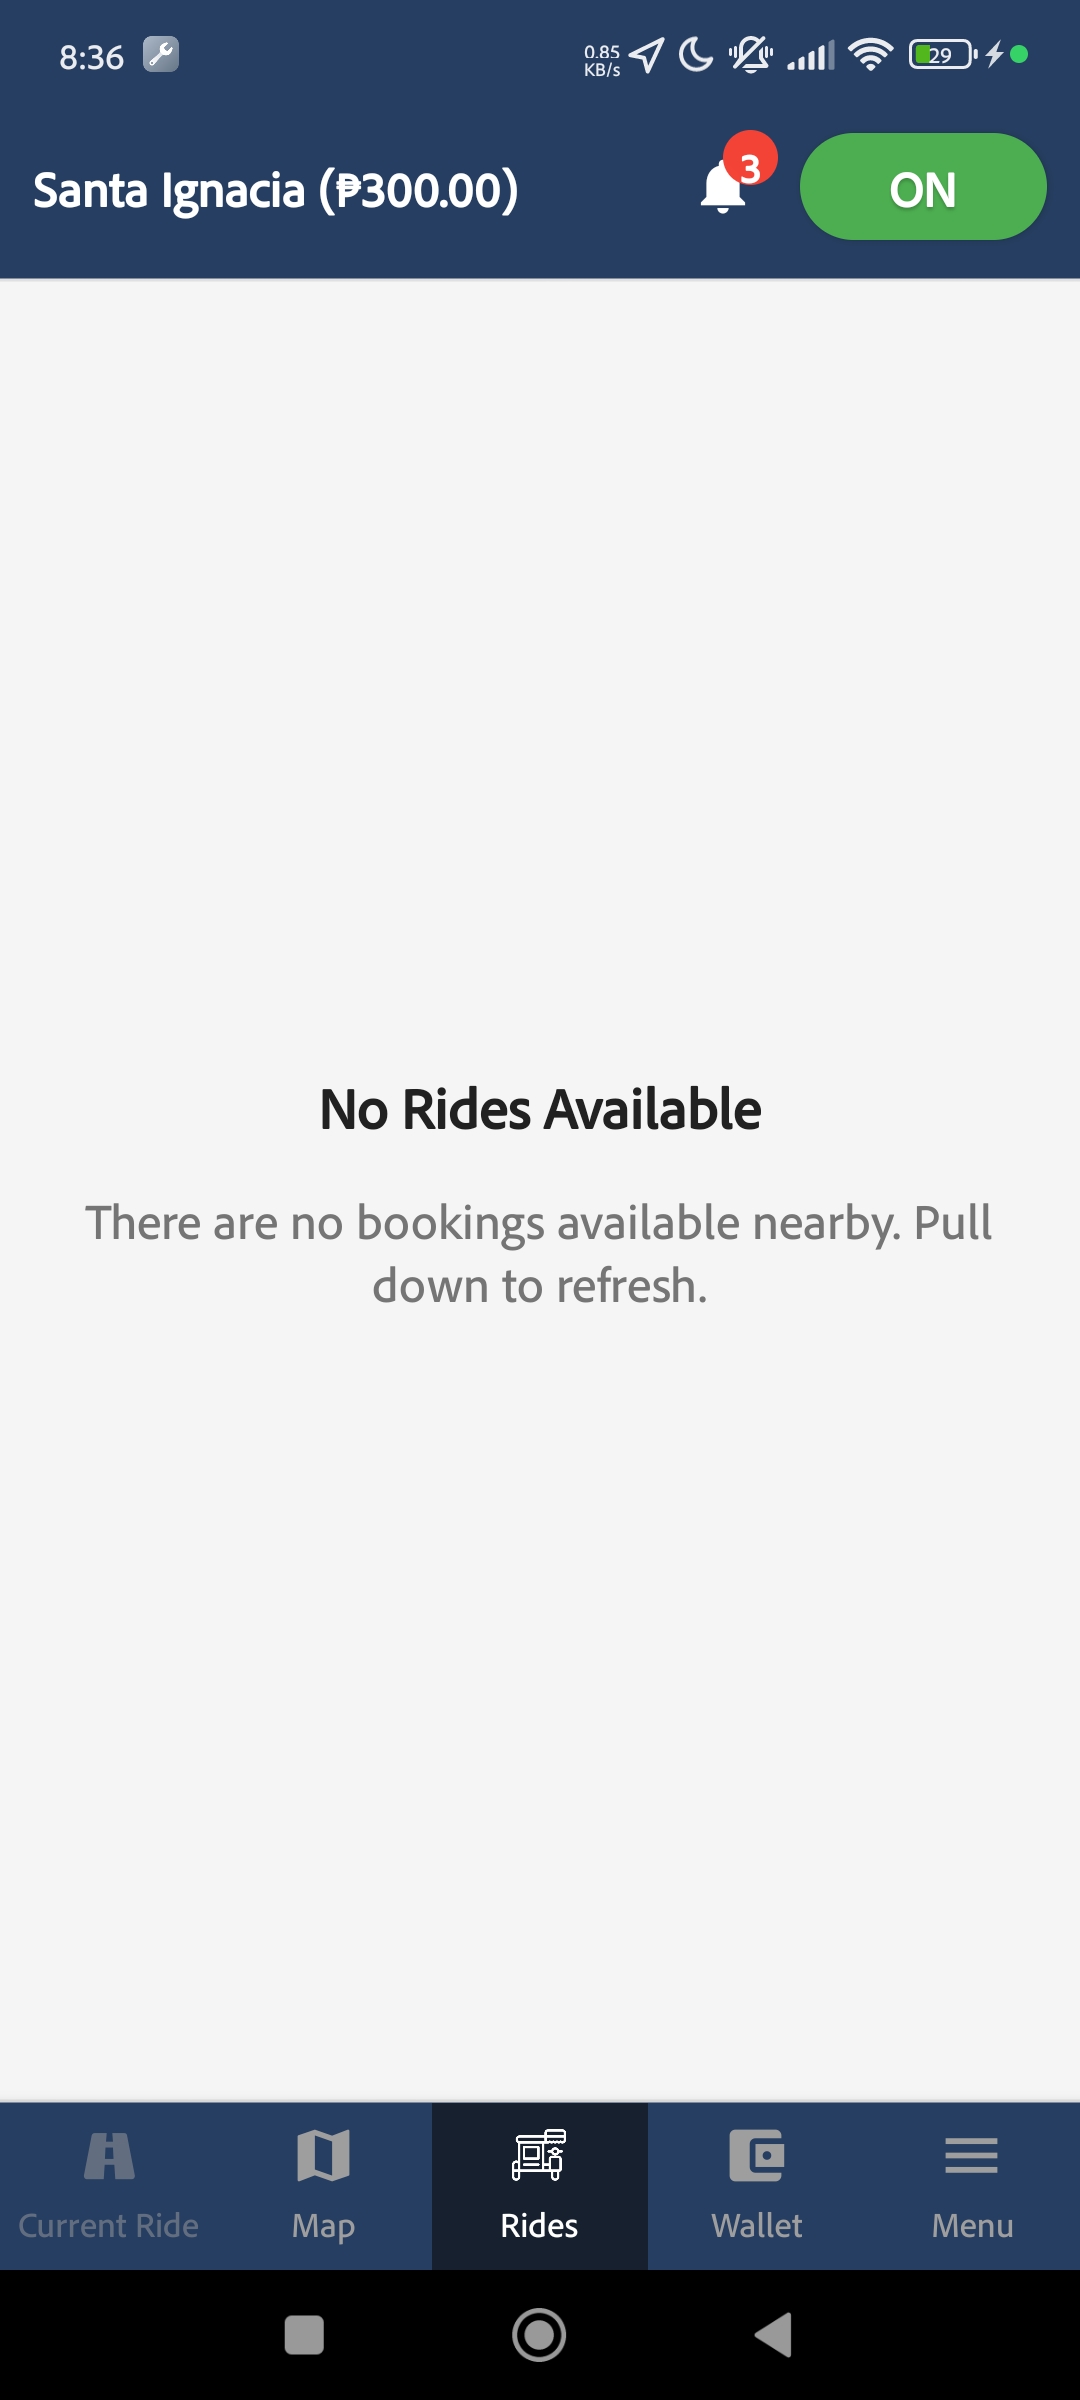 8:36
0.85
KB/s
29
Santa Ignacia (₱300.00)
3
ON
No Rides Available
There are no bookings available nearby. Pull
down to refresh.
Current Ride
Map
Rides
Wallet
Menu